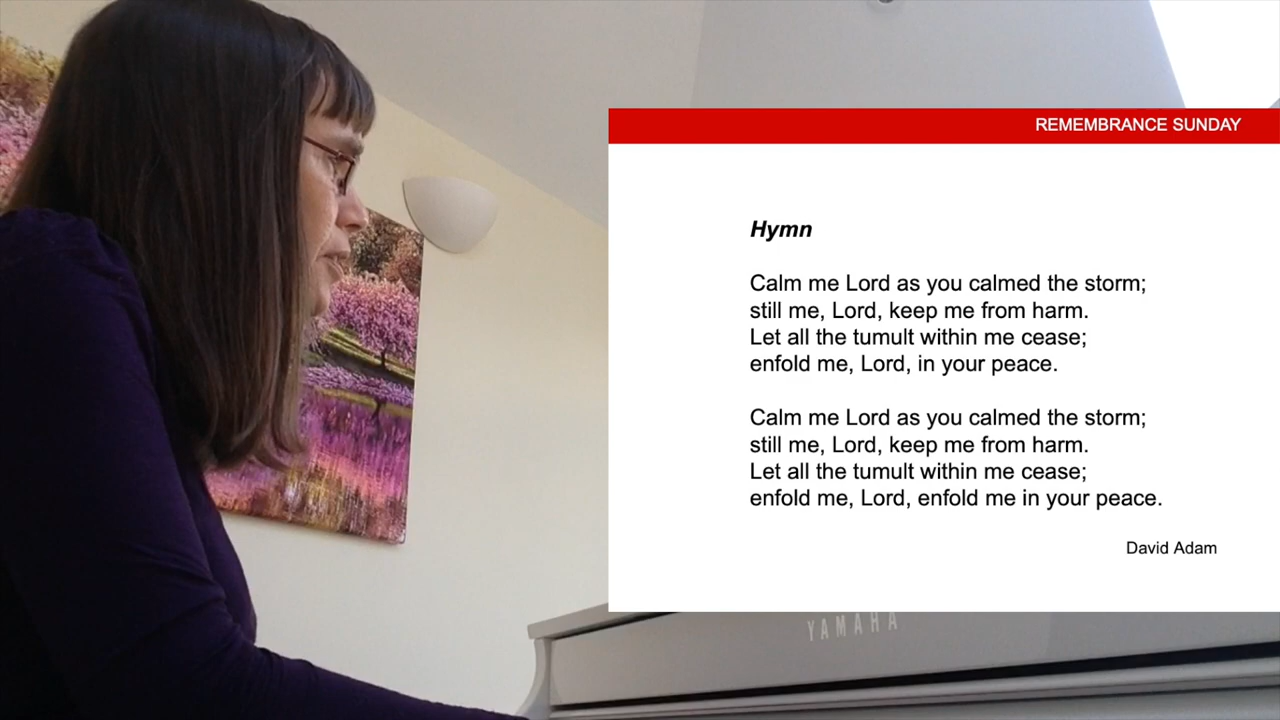 REMEMBRANCE SUNDAY
Hymn
Calm me Lord as you calmed the storm;
still me, Lord, keep me from harm.
Let all the tumult within me cease;
enfold me, Lord, in your peace.
Calm me Lord as you calmed the storm;
still me, Lord, keep me from harm.
Let all the tumult within me cease;
enfold me, Lord, enfold me in your peace.
David Adam
YAMAHA